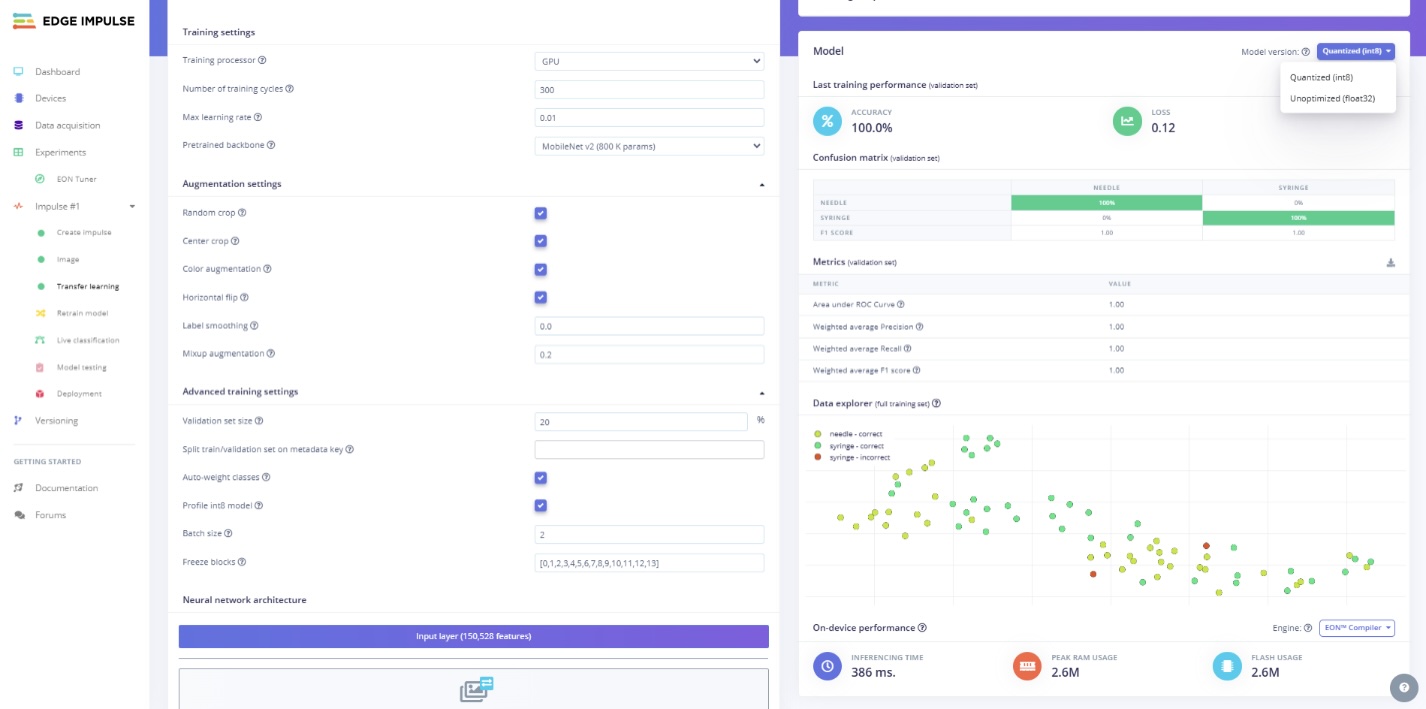 EDGE IMPULSE
Dashboard
Devices
Data acquisition
Experiments
EON Tuner
Impulse #1
Create impulse
Image
Transfer learning
Retrain model
Live classification
Model testing
Deployment
Versioning
GETTING STARTED
Documentation
Forums
Training settings
Training processor GPU
Number of training cycles 300
Max learning rate 0.01
Pretrained backbone MobileNet v2 (800 K params)
Augmentation settings
Random crop
Center crop
Color augmentation
Horizontal flip
Label smoothing 0.0
Mixup augmentation 0.2
Advanced training settings
Validation set size 20 %
Split train/validation set on metadata key
Auto-weight classes
Profile int8 model
Batch size 2
Freeze blocks [0,1,2,3,4,5,6,7,8,9,10,11,12,13]
Neural network architecture
Input layer (150,528 features)
Model
Model version: Quantized (int8)
Quantized (int8)
Unoptimized (float32)
Last training performance (validation set)
ACCURACY
100.0%
LOSS
0.12
Confusion matrix (validation set)
NEEDLE SYRINGE
NEEDLE 100% 0%
SYRINGE 0% 100%
F1 SCORE 1.00 1.00
Metrics (validation set)
METRIC VALUE
Area under ROC Curve 1.00
Weighted average Precision 1.00
Weighted average Recall 1.00
Weighted average F1 score 1.00
Data explorer (full training set)
needle - correct
syringe - correct
syringe - incorrect
On-device performance
Engine: EON™ Compiler
INFERENCING TIME
386 ms.
PEAK RAM USAGE
2.6M
FLASH USAGE
2.6M